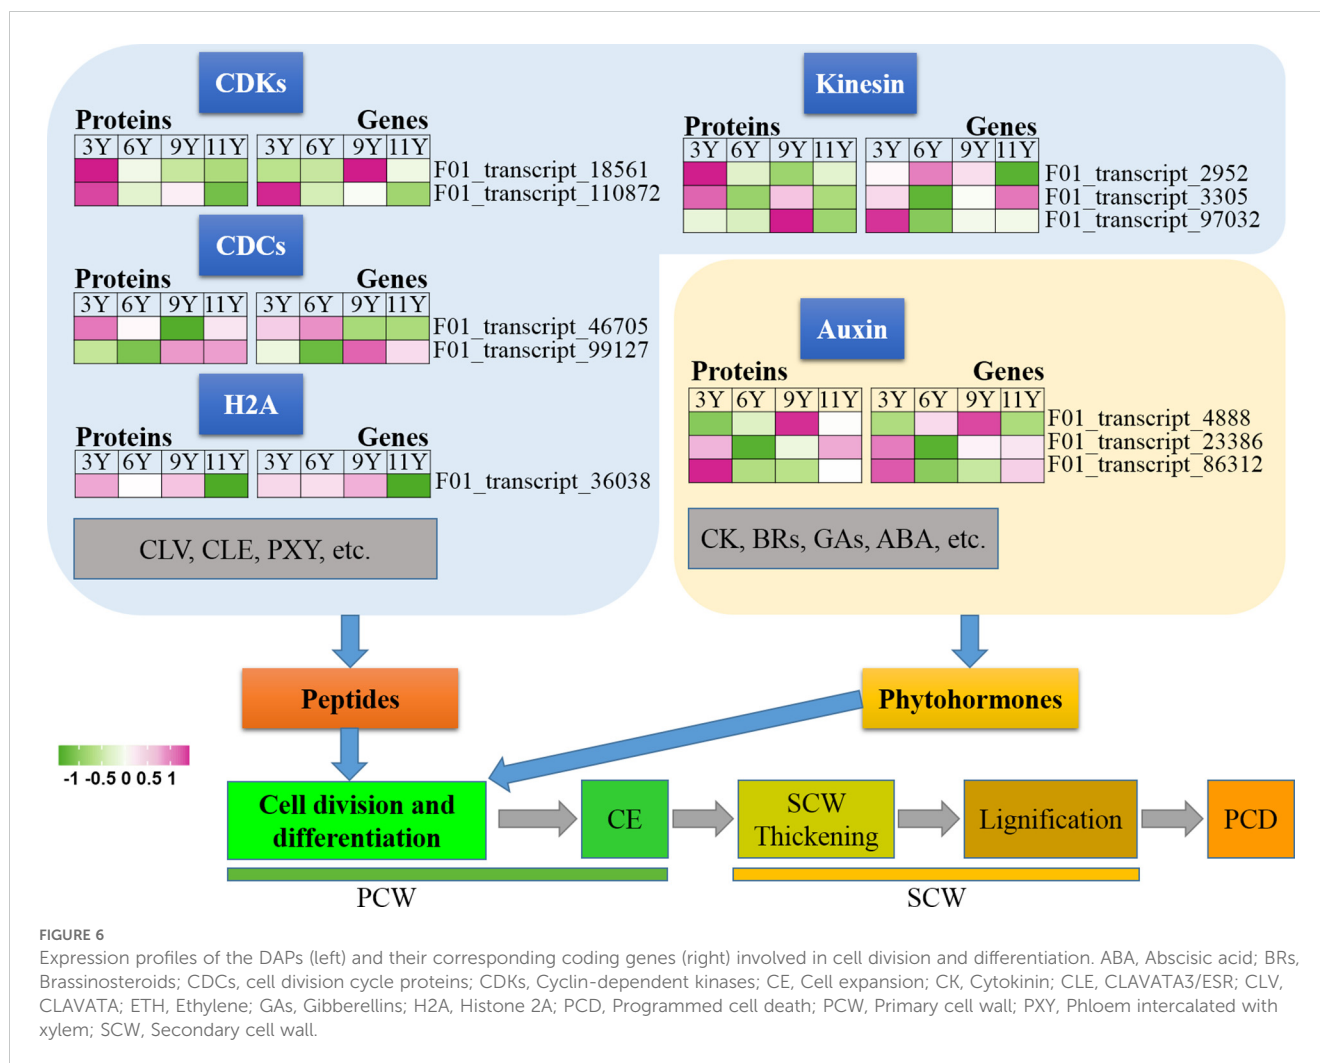 CDKs
Proteins Genes
3Y 6Y 9Y 11Y 3Y 6Y 9Y 11Y
F01_transcript_18561
F01_transcript_110872
CDCs
Proteins Genes
3Y 6Y 9Y 11Y 3Y 6Y 9Y 11Y
F01_transcript_46705
F01_transcript_99127
H2A
Proteins Genes
3Y 6Y 9Y 11Y 3Y 6Y 9Y 11Y
F01_transcript_36038
CLV, CLE, PXY, etc.
Kinesin
Proteins Genes
3Y 6Y 9Y 11Y 3Y 6Y 9Y 11Y
F01_transcript_2952
F01_transcript_3305
F01_transcript_97032
Auxin
Proteins Genes
3Y 6Y 9Y 11Y 3Y 6Y 9Y 11Y
F01_transcript_4888
F01_transcript_23386
F01_transcript_86312
CK, BRs, GAs, ABA, etc.
Peptides
Phytohormones
-1 -0.5 0 0.5 1
Cell division and
differentiation
CE
SCW
Thickening
Lignification
PCD
PCW
SCW
FIGURE 6
Expression profiles of the DAPs (left) and their corresponding coding genes (right) involved in cell division and differentiation. ABA, Abscisic acid; BRs,
Brassinosteroids; CDCs, cell division cycle proteins; CDKs, Cyclin-dependent kinases; CE, Cell expansion; CK, Cytokinin; CLE, CLAVATA3/ESR; CLV,
CLAVATA; ETH, Ethylene; GAs, Gibberellins; H2A, Histone 2A; PCD, Programmed cell death; PCW, Primary cell wall; PXY, Phloem intercalated with
xylem; SCW, Secondary cell wall.